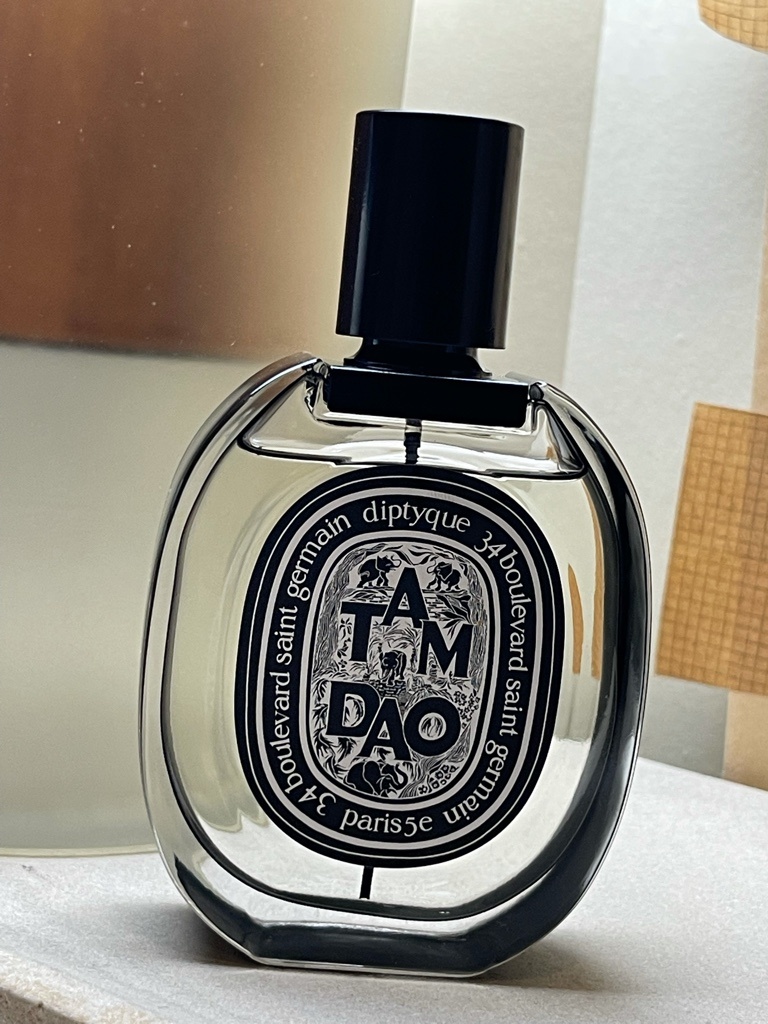 diptyque
34 boulevard saint germain
paris5e
34 boulevard saint germain
TAM
DAO